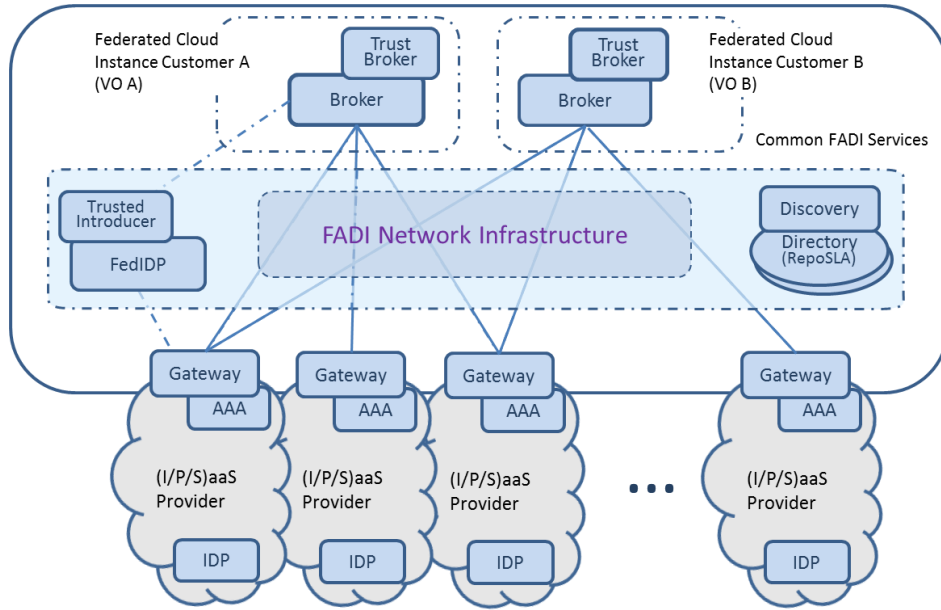 Federated Cloud
Instance Customer A
(VO A)
Trust
Broker
Broker
Trust
Broker
Broker
Federated Cloud
Instance Customer B
(VO B)
Common FADI Services
Trusted
Introducer
FedIDP
FADI Network Infrastructure
Discovery
Directory
(RepoSLA)
Gateway
AAA
(I/P/S)aaS
Provider
IDP
Gateway
AAA
(I/P/S)aaS
Provider
IDP
Gateway
AAA
(I/P/S)aaS
Provider
IDP
...
Gateway
AAA
(I/P/S)aaS
Provider
IDP